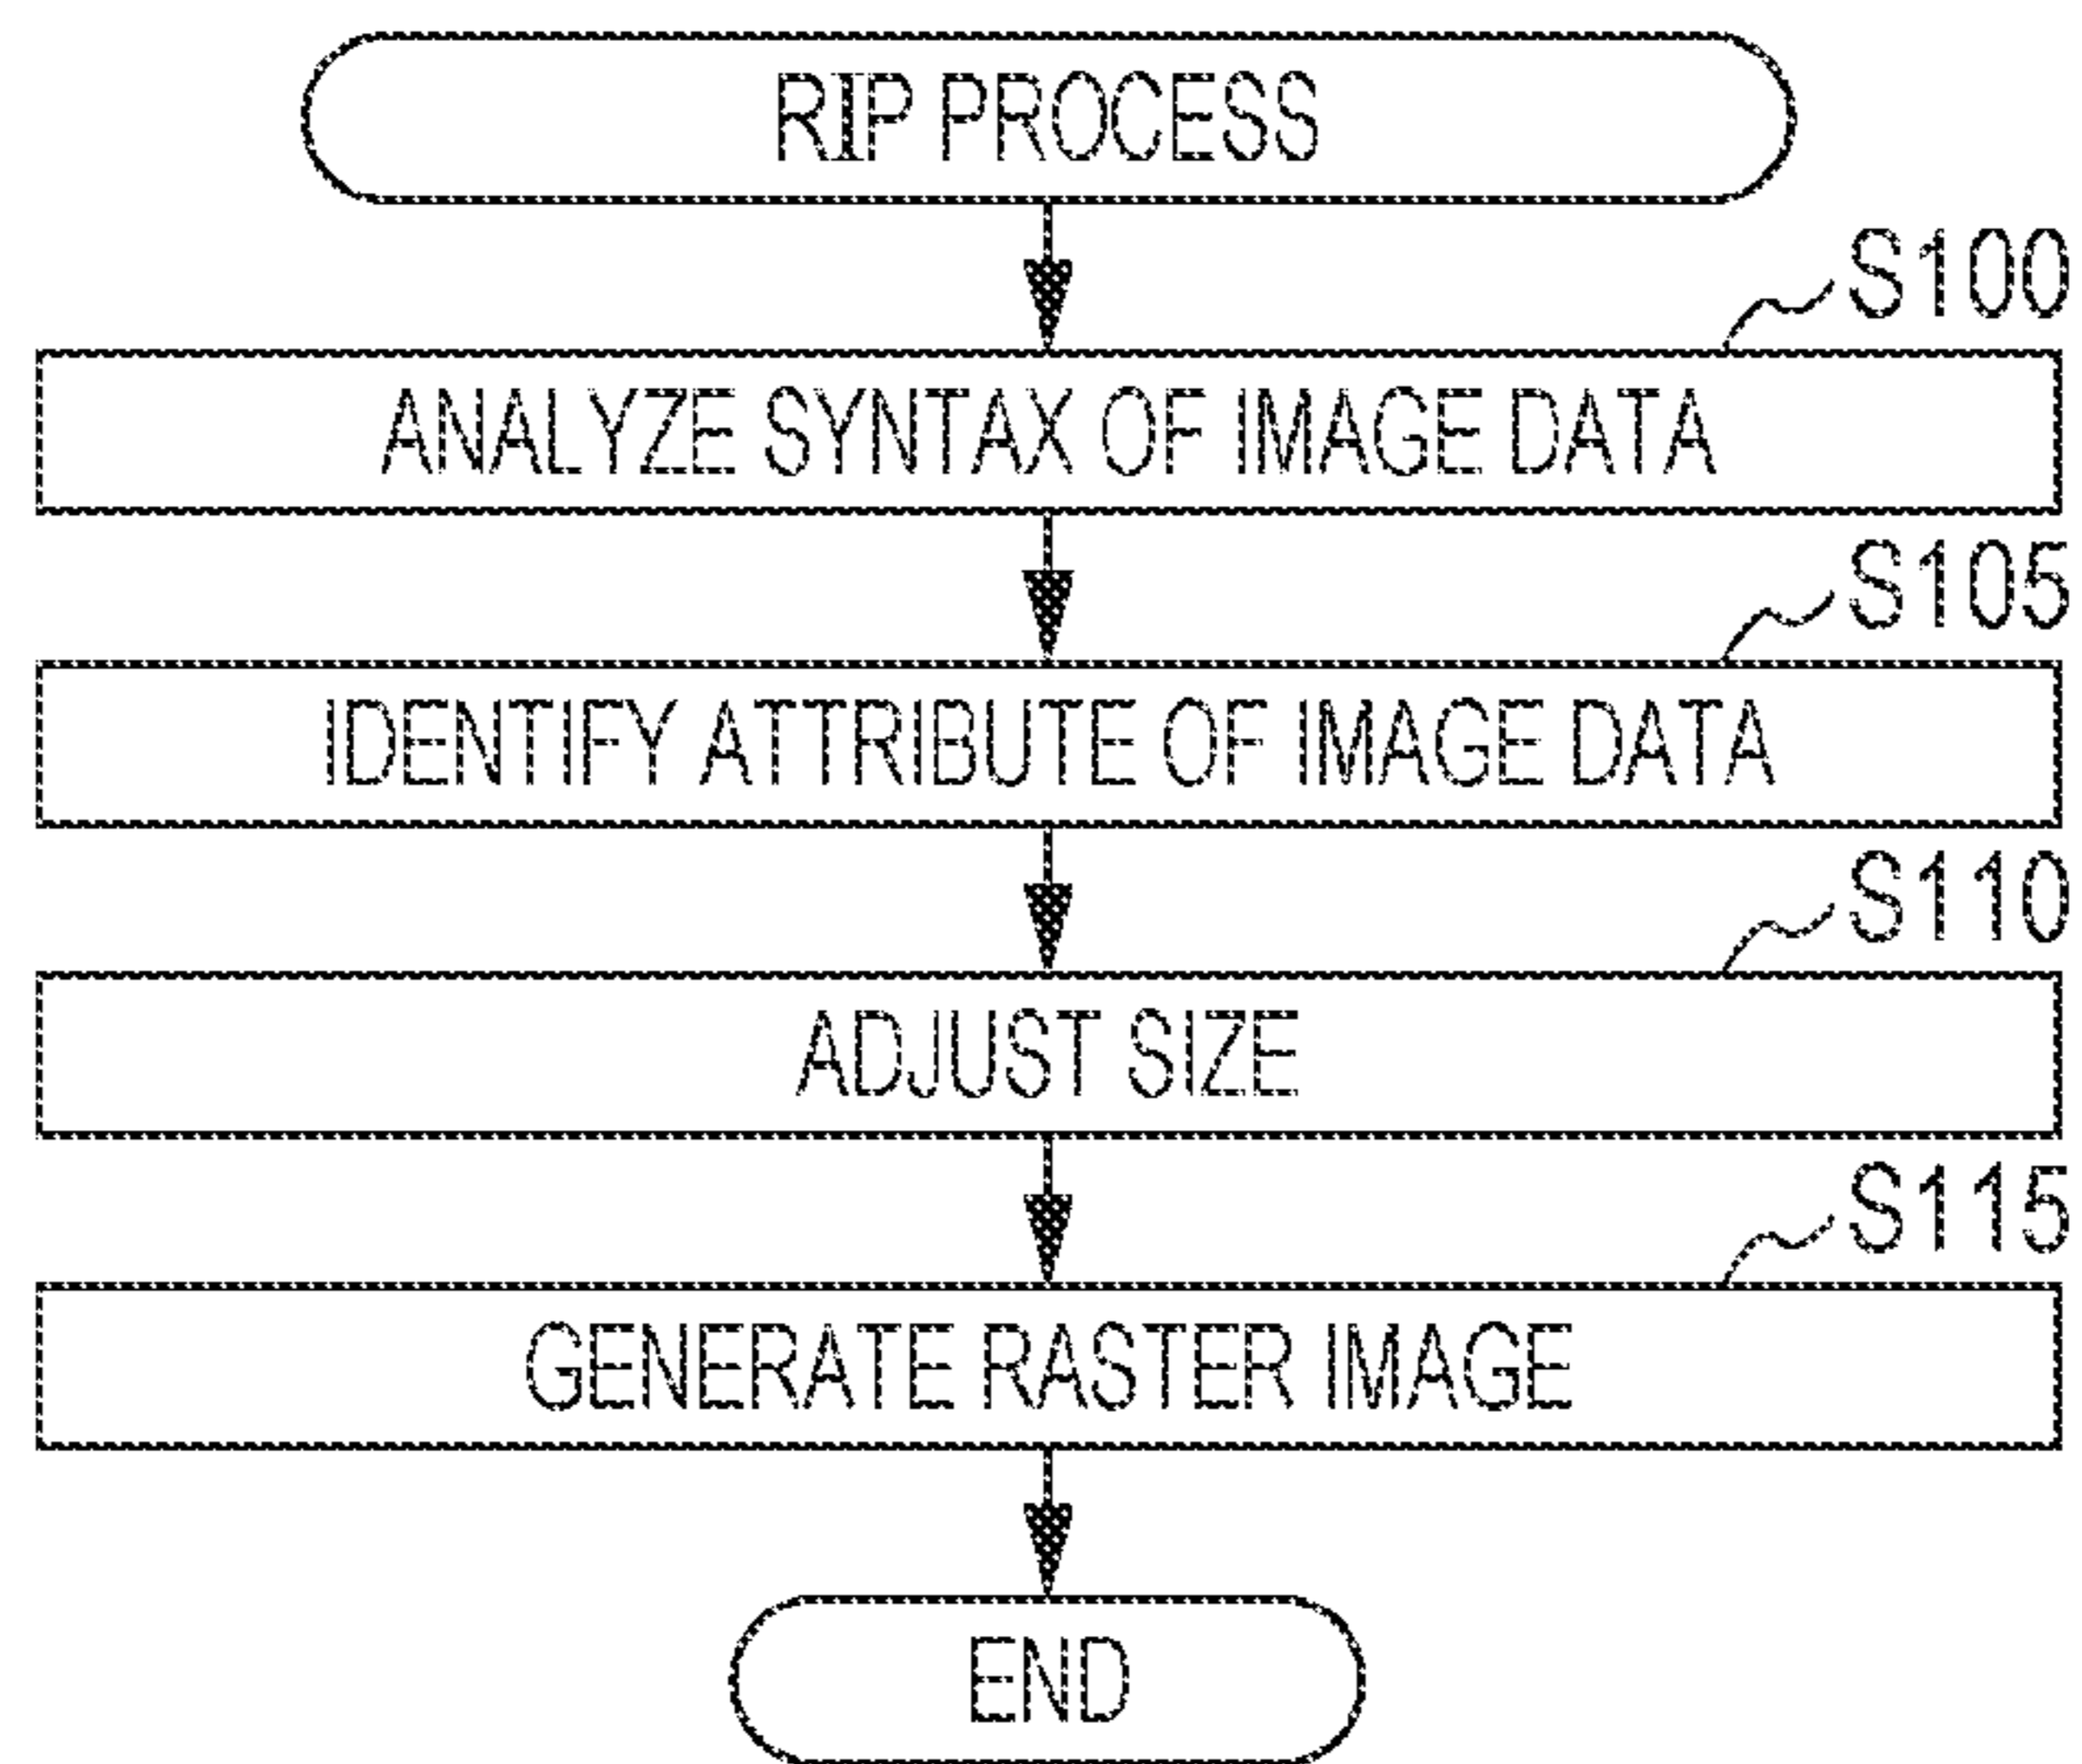 RIP PROCESS
S100
ANALYZE SYNTAX OF IMAGE DATA
S105
IDENTIFY ATTRIBUTE OF IMAGE DATA
S110
ADJUST SIZE
S115
GENERATE RASTER IMAGE
END